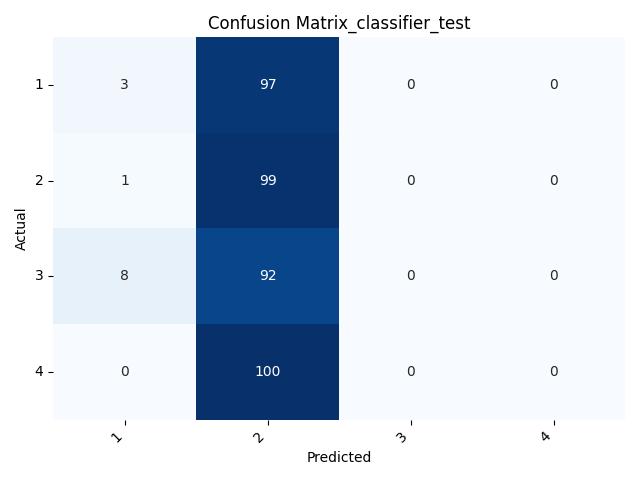 Confusion Matrix_classifier_test
Actual
1 3 97 0 0
2 1 99 0 0
3 8 92 0 0
4 0 100 0 0
1 2 3 4
Predicted